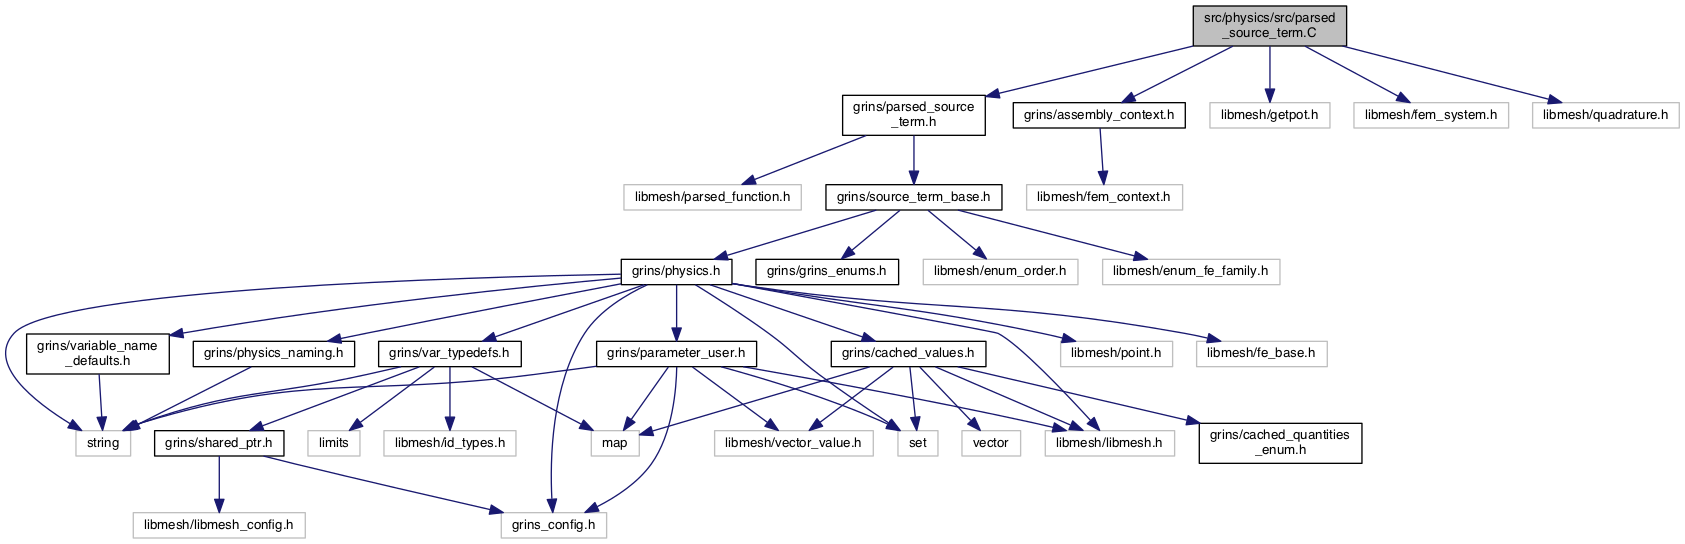 src/physics/src/parsed
_source_term.C
grins/parsed_source
_term.h
grins/assembly_context.h
libmesh/getpot.h
libmesh/fem_system.h
libmesh/quadrature.h
libmesh/parsed_function.h
grins/source_term_base.h
libmesh/fem_context.h
grins/physics.h
grins/grins_enums.h
libmesh/enum_order.h
libmesh/enum_fe_family.h
grins/variable_name
_defaults.h
grins/physics_naming.h
grins/var_typedefs.h
grins/parameter_user.h
grins/cached_values.h
libmesh/point.h
libmesh/fe_base.h
string
grins/shared_ptr.h
limits
libmesh/id_types.h
map
libmesh/vector_value.h
set
vector
libmesh/libmesh.h
grins/cached_quantities
_enum.h
libmesh/libmesh_config.h
grins_config.h